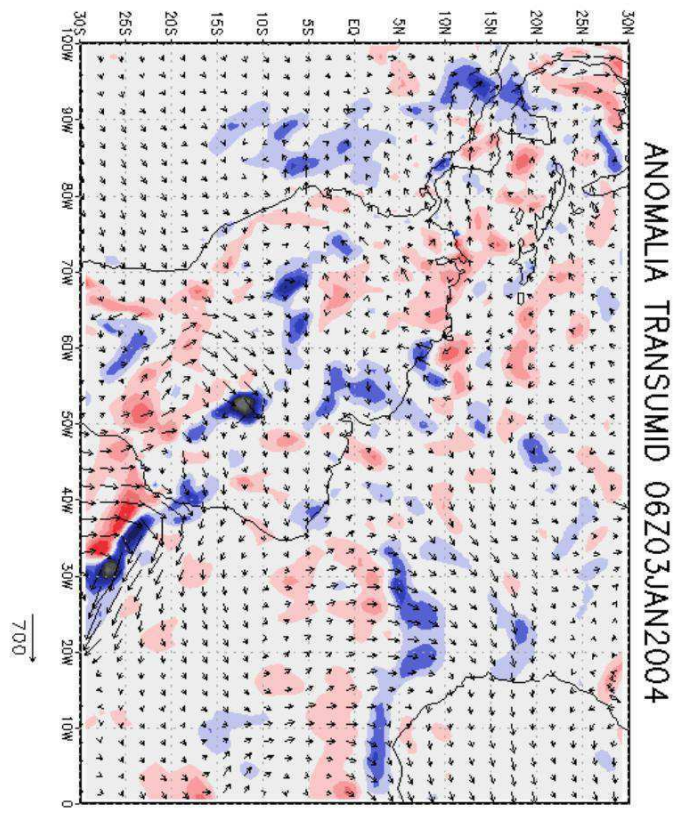 ANOMALIA TRANSUMID 06Z03JAN2004
30N
25N
20N
15N
10N
5N
EQ
5S
10S
15S
20S
25S
30S
100W
90W
80W
70W
60W
50W
40W
30W
20W
10W
0
700